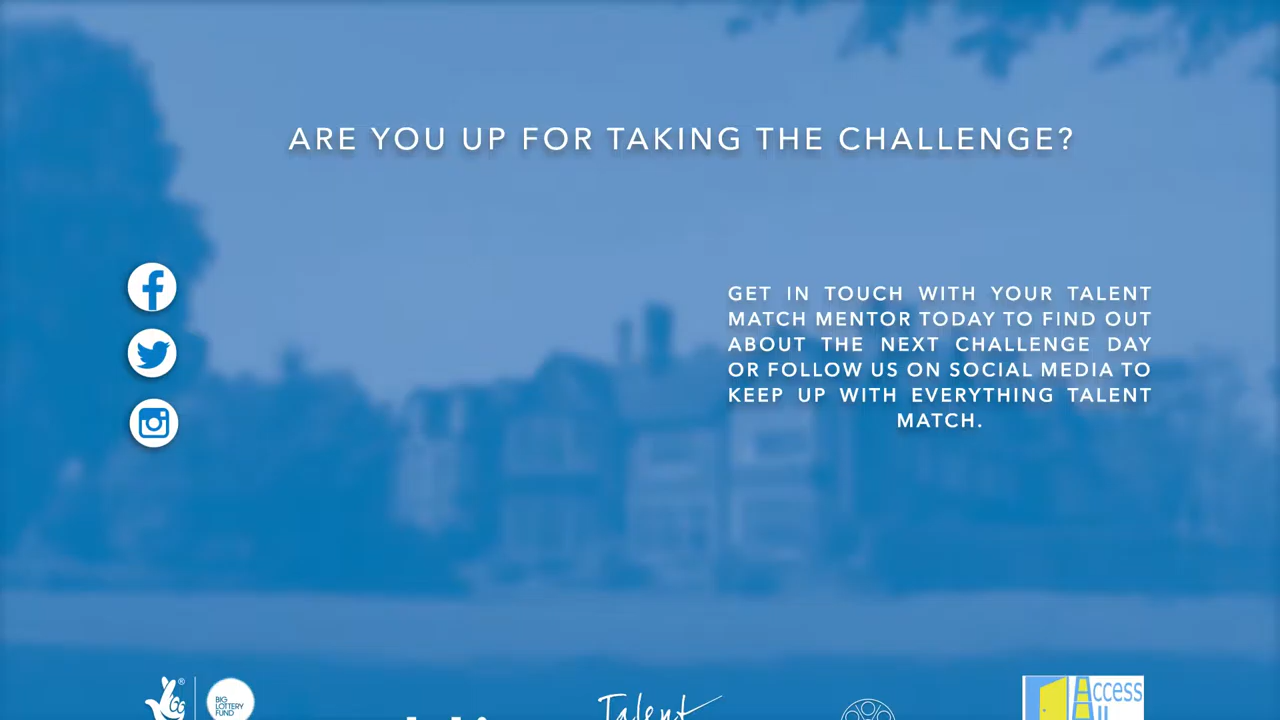 ARE YOU UP FOR TAKING THE CHALLENGE?
GET IN TOUCH WITH YOUR TALENT
MATCH MENTOR TODAY TO FIND OUT
ABOUT THE NEXT CHALLENGE DAY
OR FOLLOW US ON SOCIAL MEDIA TO
KEEP UP WITH EVERYTHING TALENT
MATCH.
BIG
LOTTERY
FUND
Talent
Access